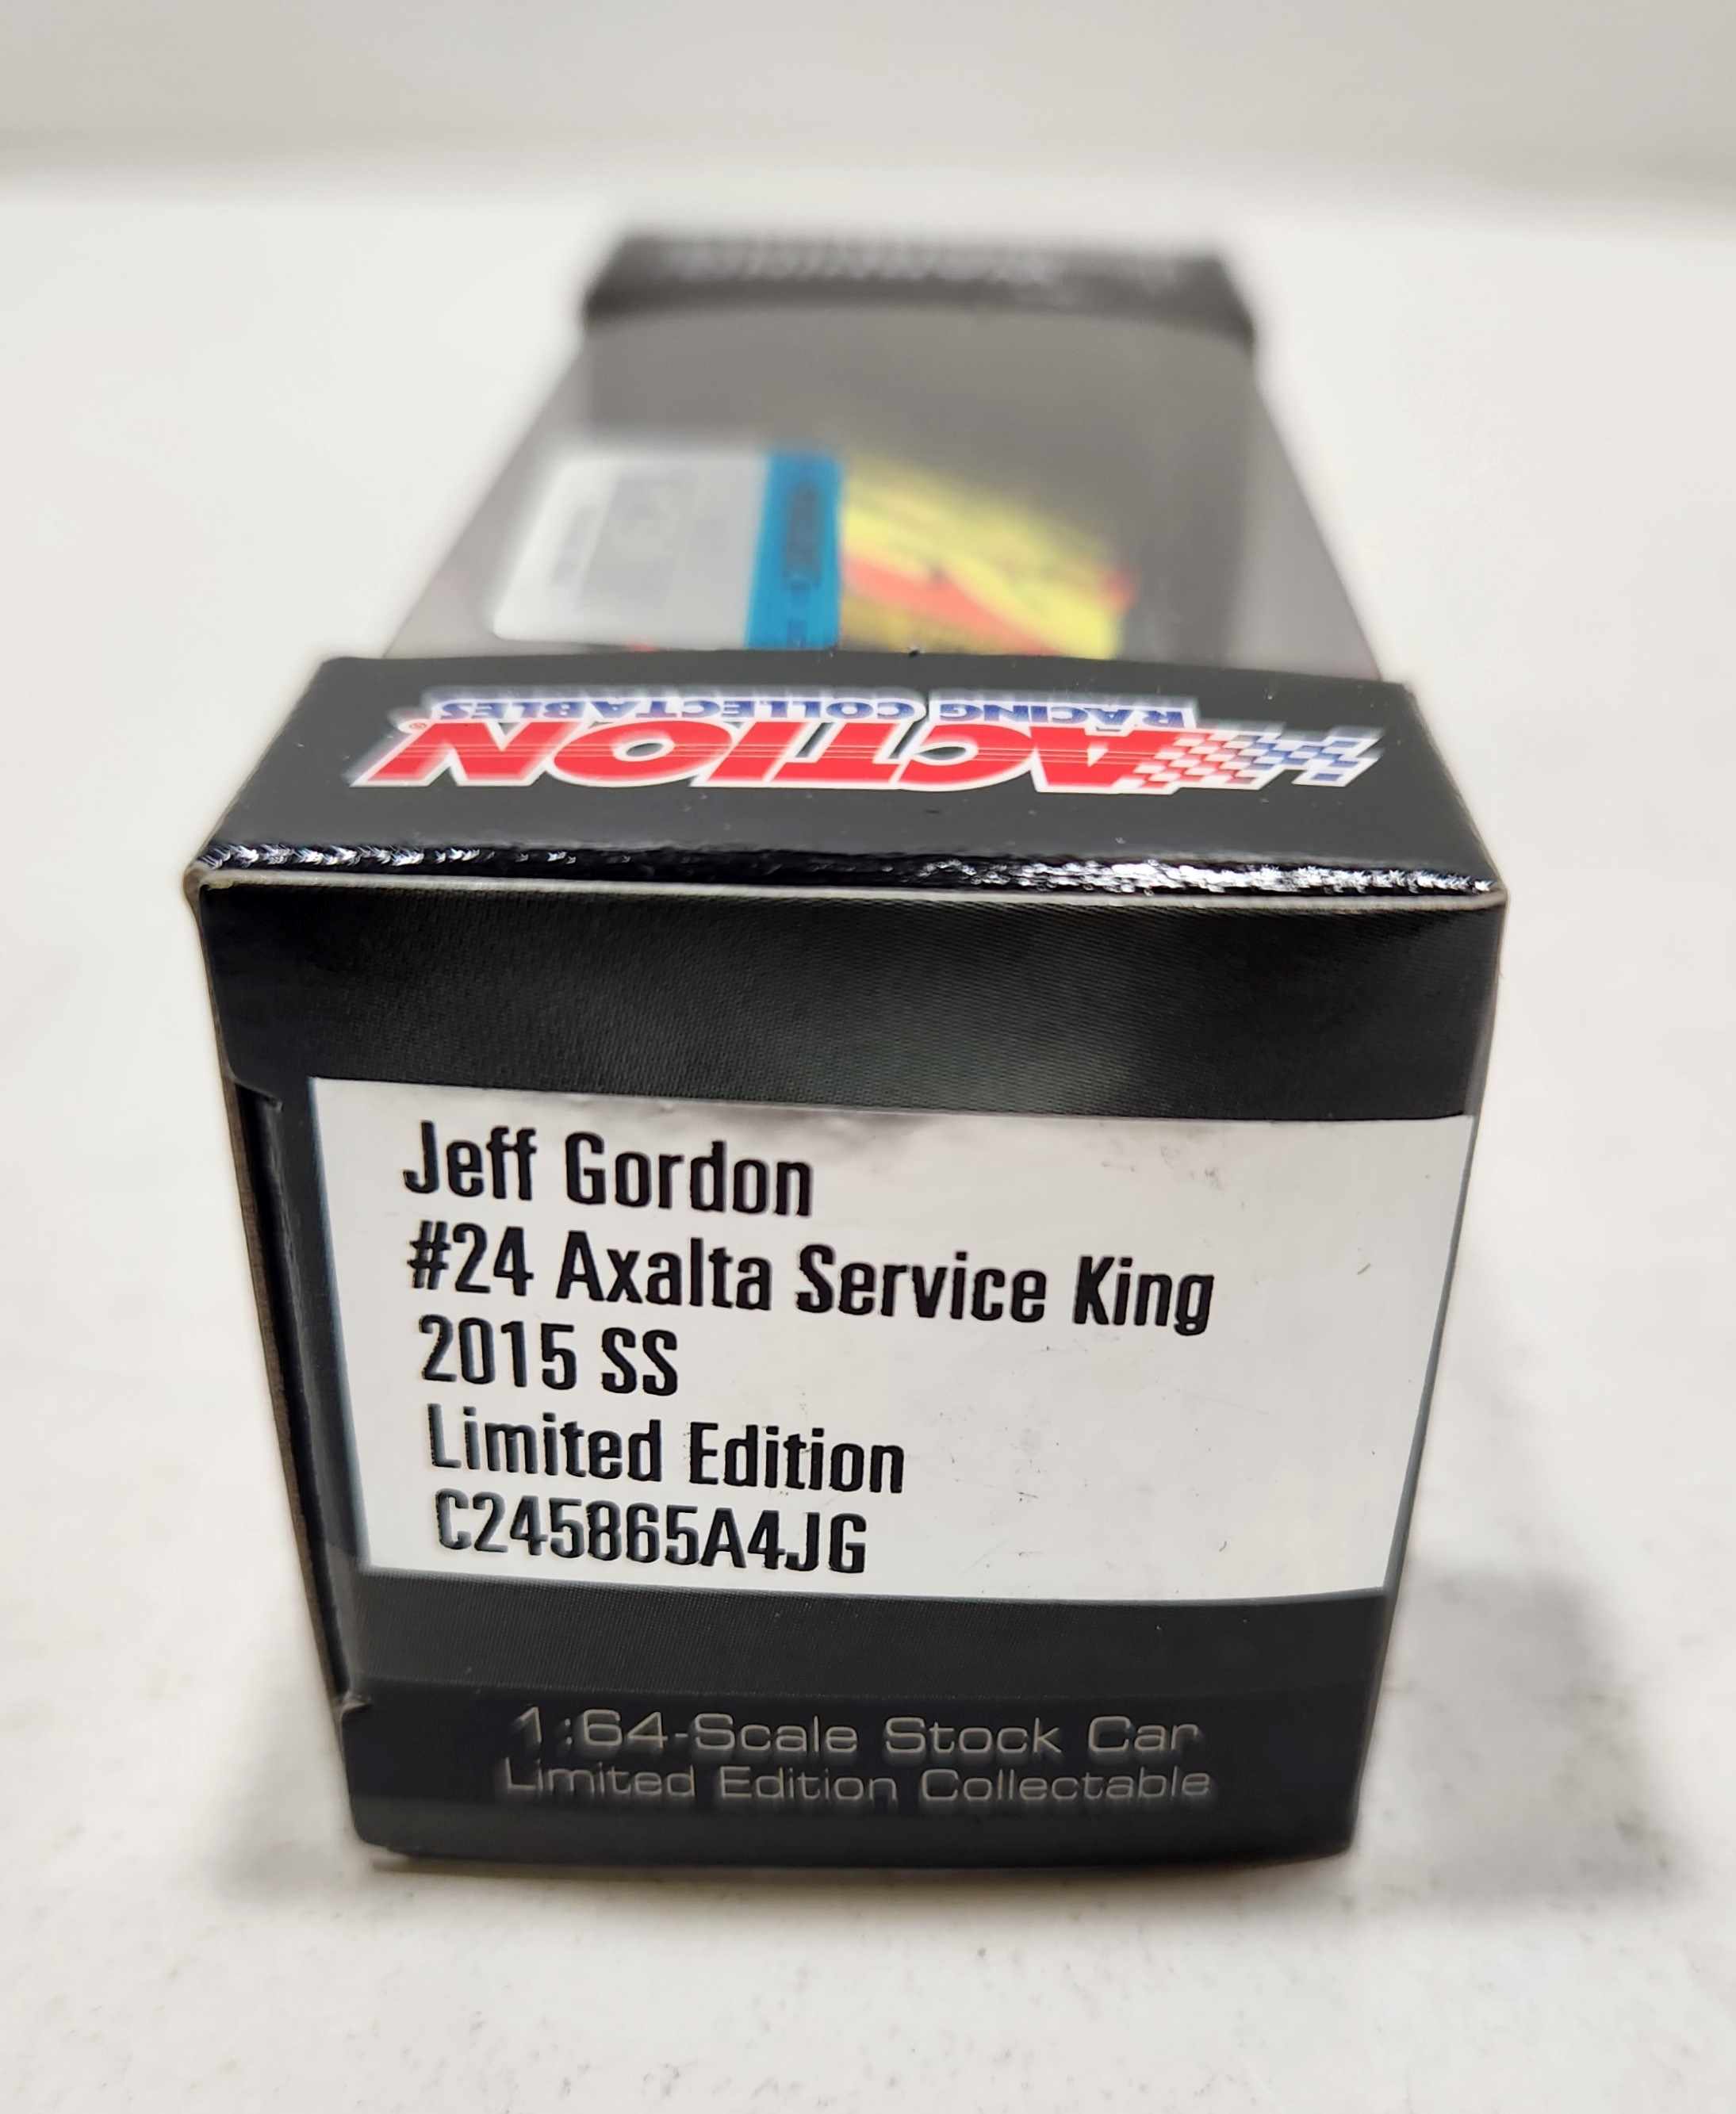 ACTION®
RACING COLLECTABLES
Jeff Gordon
#24 Axalta Service King
2015 SS
Limited Edition
C245865A4JG
1:64-Scale Stock Car
Limited Edition Collectable